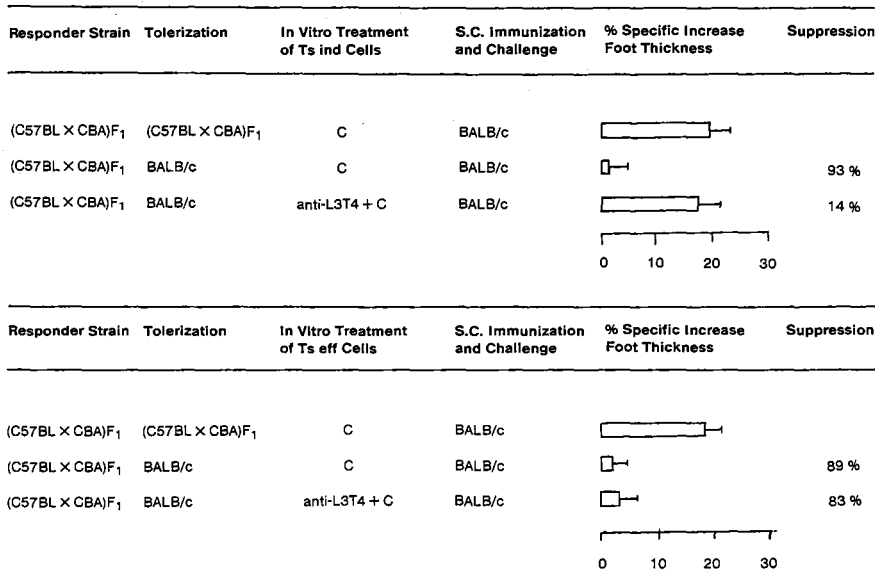 Responder Strain Tolerization In Vitro Treatment of Ts ind Cells S.C. Immunization and Challenge % Specific Increase Foot Thickness Suppression
(C57BL X CBA)F1 (C57BL X CBA)F1 C BALB/c
(C57BL X CBA)F1 BALB/c C BALB/c 93 %
(C57BL X CBA)F1 BALB/c anti-L3T4 + C BALB/c 14 %
0 10 20 30
Responder Strain Tolerization In Vitro Treatment of Ts eff Cells S.C. Immunization and Challenge % Specific Increase Foot Thickness Suppression
(C57BL X CBA)F1 (C57BL X CBA)F1 C BALB/c
(C57BL X CBA)F1 BALB/c C BALB/c 89 %
(C57BL X CBA)F1 BALB/c anti-L3T4 + C BALB/c 83 %
0 10 20 30